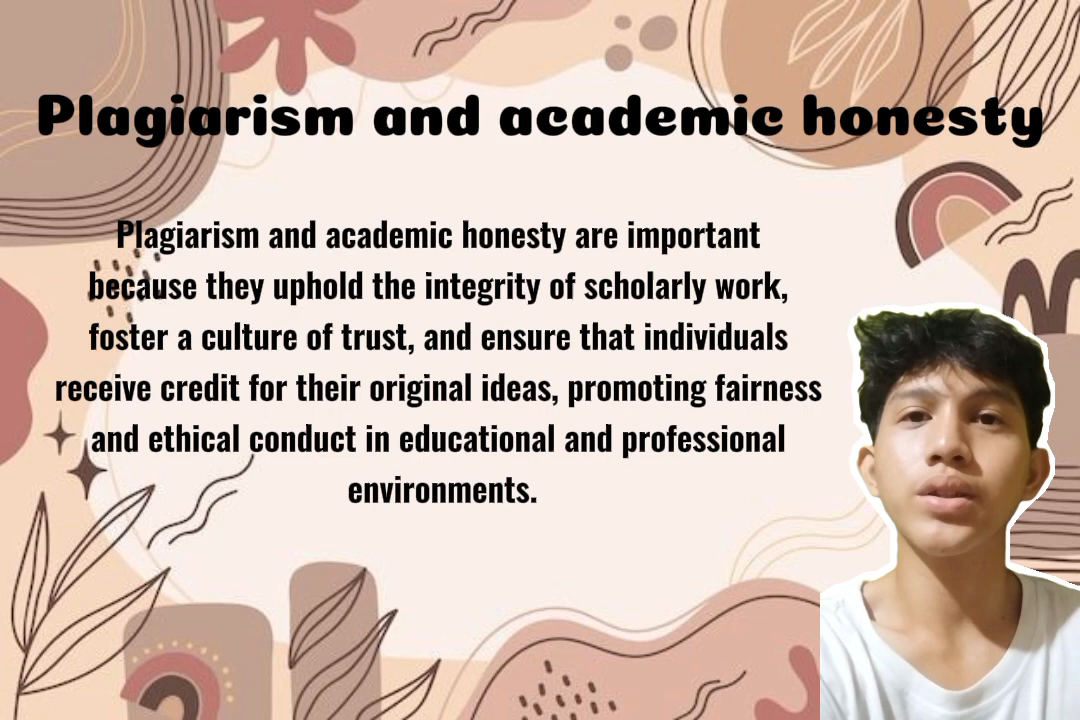 Plagiarism and academic honesty
Plagiarism and academic honesty are important
because they uphold the integrity of scholarly work,
foster a culture of trust, and ensure that individuals
receive credit for their original ideas, promoting fairness
and ethical conduct in educational and professional
environments.